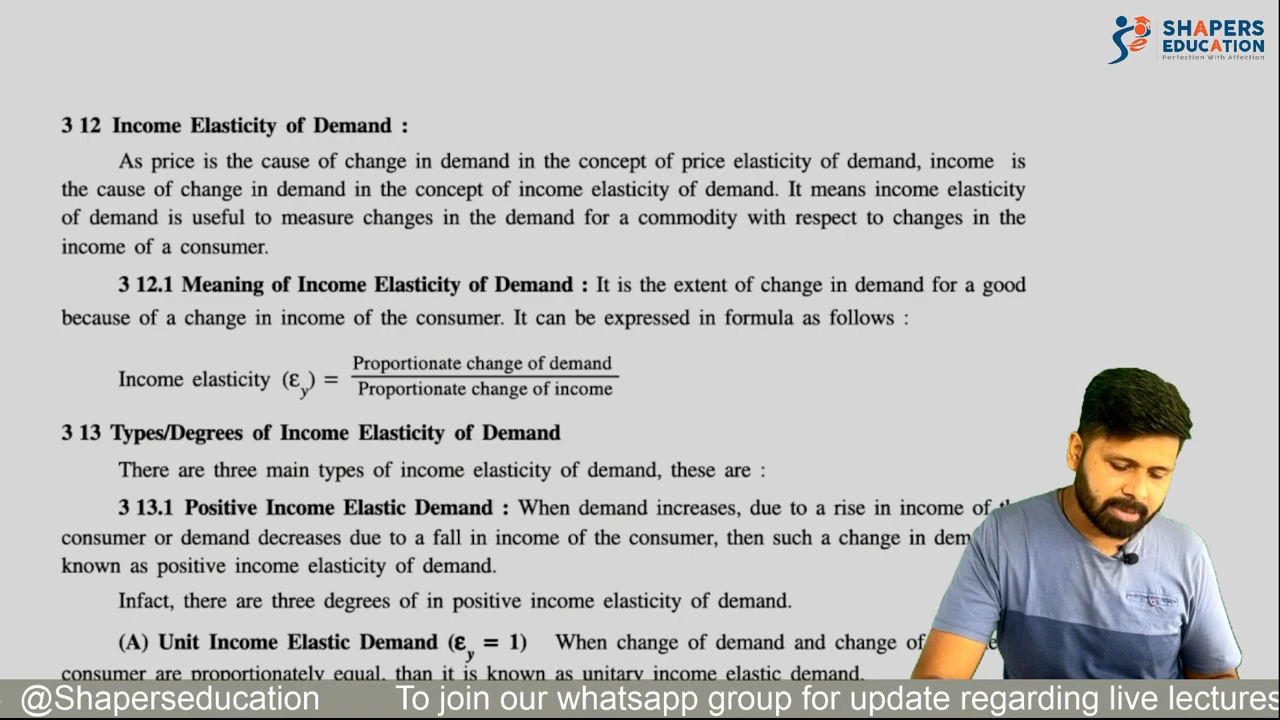 SHAPERS
EDUCATION
Perfection With Affection
3 12 Income Elasticity of Demand :
As price is the cause of change in demand in the concept of price elasticity of demand, income is
the cause of change in demand in the concept of income elasticity of demand. It means income elasticity
of demand is useful to measure changes in the demand for a commodity with respect to changes in the
income of a consumer.
3 12.1 Meaning of Income Elasticity of Demand : It is the extent of change in demand for a good
because of a change in income of the consumer. It can be expressed in formula as follows :
Income elasticity (εy) = Proportionate change of demand
Proportionate change of income
3 13 Types/Degrees of Income Elasticity of Demand
There are three main types of income elasticity of demand, these are :
3 13.1 Positive Income Elastic Demand : When demand increases, due to a rise in income of
consumer or demand decreases due to a fall in income of the consumer, then such a change in dem
known as positive income elasticity of demand.
Infact, there are three degrees of in positive income elasticity of demand.
(A) Unit Income Elastic Demand (εy = 1) When change of demand and change of
consumer are proportionately equal, than it is known as unitary income elastic demand.
@Shaperseducation To join our whatsapp group for update regarding live lectures